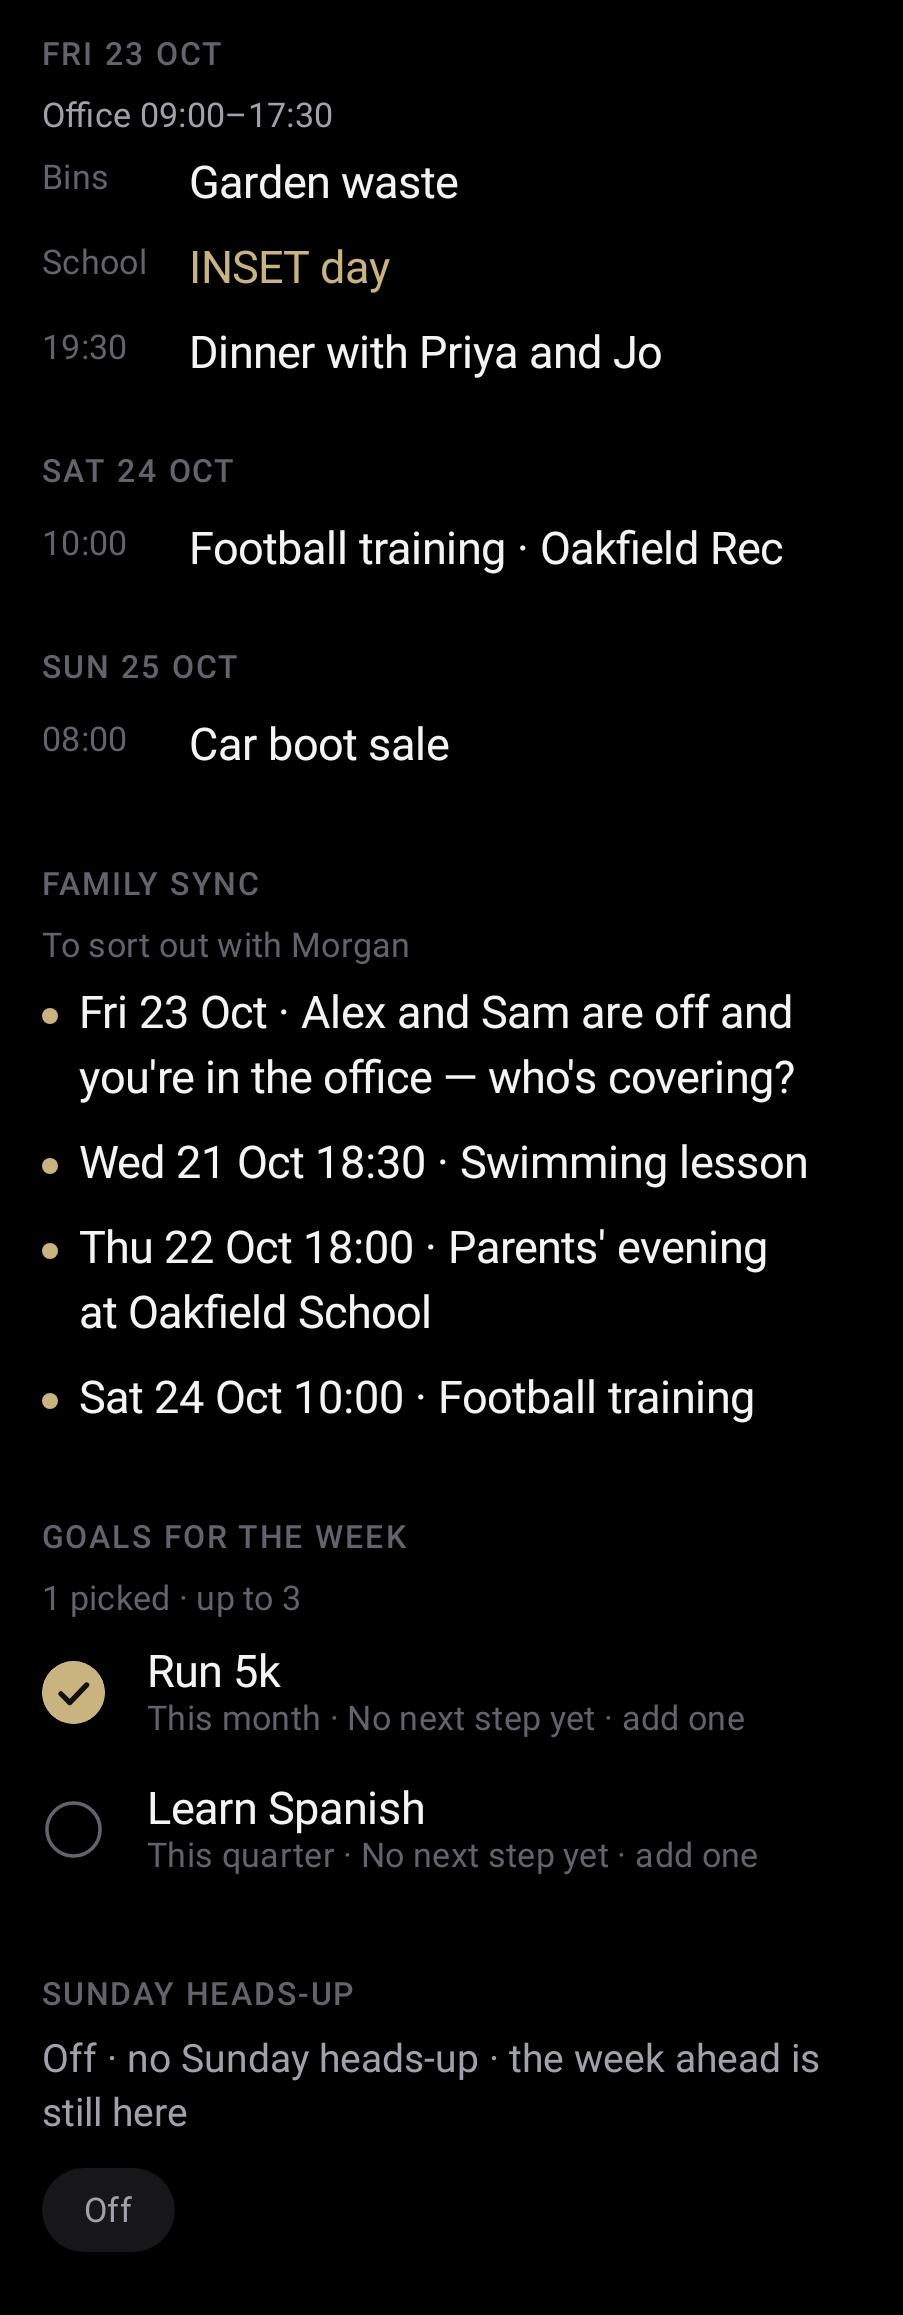 FRI 23 OCT
Office 09:00–17:30
Bins Garden waste
School INSET day
19:30 Dinner with Priya and Jo
SAT 24 OCT
10:00 Football training · Oakfield Rec
SUN 25 OCT
08:00 Car boot sale
FAMILY SYNC
To sort out with Morgan
Fri 23 Oct · Alex and Sam are off and
you're in the office — who's covering?
Wed 21 Oct 18:30 · Swimming lesson
Thu 22 Oct 18:00 · Parents' evening
at Oakfield School
Sat 24 Oct 10:00 · Football training
GOALS FOR THE WEEK
1 picked · up to 3
Run 5k
This month · No next step yet · add one
Learn Spanish
This quarter · No next step yet · add one
SUNDAY HEADS-UP
Off · no Sunday heads-up · the week ahead is
still here
Off